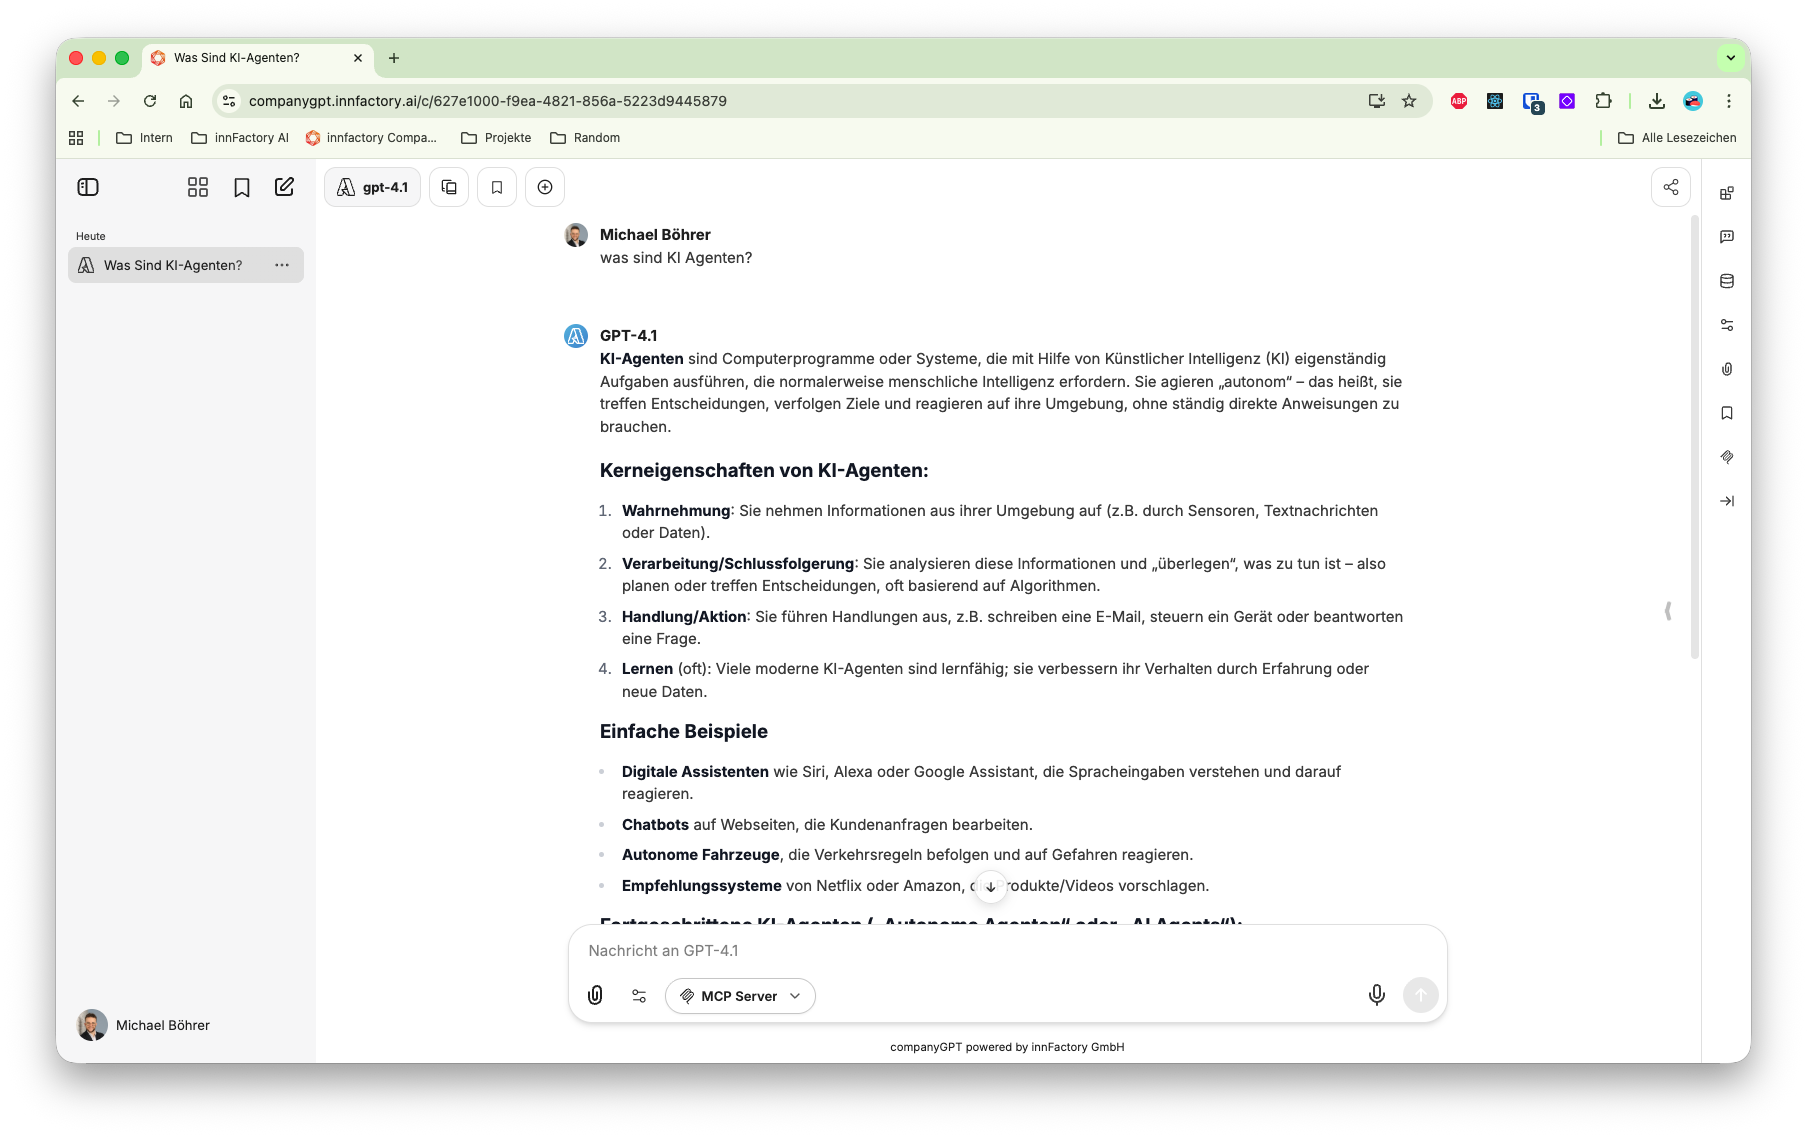 Was Sind KI-Agenten?
companygpt.innfactory.ai/c/627e1000-f9ea-4821-856a-5223d9445879
ABP
3
Intern
innFactory AI
innfactory Compa...
Projekte
Random
Alle Lesezeichen
gpt-4.1
Heute
Was Sind KI-Agenten?
Michael Böhrer
was sind KI Agenten?
GPT-4.1
KI-Agenten sind Computerprogramme oder Systeme, die mit Hilfe von Künstlicher Intelligenz (KI) eigenständig
Aufgaben ausführen, die normalerweise menschliche Intelligenz erfordern. Sie agieren „autonom“ – das heißt, sie
treffen Entscheidungen, verfolgen Ziele und reagieren auf ihre Umgebung, ohne ständig direkte Anweisungen zu
brauchen.
Kerneigenschaften von KI-Agenten:
1. Wahrnehmung: Sie nehmen Informationen aus ihrer Umgebung auf (z.B. durch Sensoren, Textnachrichten
oder Daten).
2. Verarbeitung/Schlussfolgerung: Sie analysieren diese Informationen und „überlegen“, was zu tun ist – also
planen oder treffen Entscheidungen, oft basierend auf Algorithmen.
3. Handlung/Aktion: Sie führen Handlungen aus, z.B. schreiben eine E-Mail, steuern ein Gerät oder beantworten
eine Frage.
4. Lernen (oft): Viele moderne KI-Agenten sind lernfähig; sie verbessern ihr Verhalten durch Erfahrung oder
neue Daten.
Einfache Beispiele
• Digitale Assistenten wie Siri, Alexa oder Google Assistant, die Spracheingaben verstehen und darauf
reagieren.
• Chatbots auf Webseiten, die Kundenanfragen bearbeiten.
• Autonome Fahrzeuge, die Verkehrsregeln befolgen und auf Gefahren reagieren.
• Empfehlungssysteme von Netflix oder Amazon, die Produkte/Videos vorschlagen.
Fortgeschrittene KI-Agenten („Autonome Agenten“ oder „AI Agents“):
Nachricht an GPT-4.1
MCP Server
Michael Böhrer
companyGPT powered by innFactory GmbH